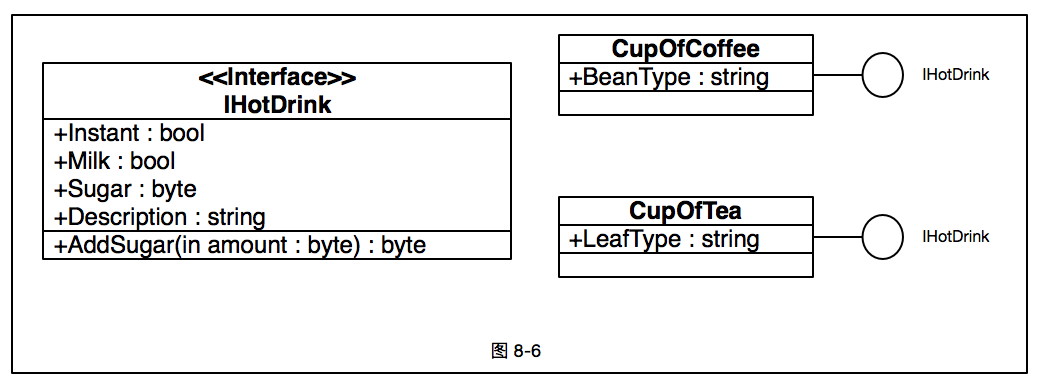 <<Interface>>
IHotDrink
+Instant : bool
+Milk : bool
+Sugar : byte
+Description : string
+AddSugar(in amount : byte) : byte
CupOfCoffee
+BeanType : string
IHotDrink
CupOfTea
+LeafType : string
IHotDrink
图 8-6